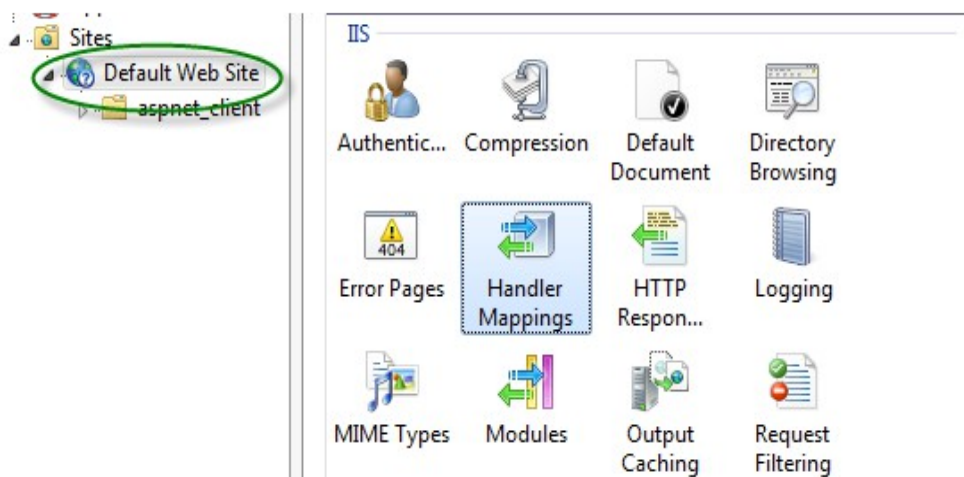 Sites
Default Web Site
aspnet_client
IIS
Authentic... Compression Default Document Directory Browsing
404
Error Pages Handler Mappings HTTP Respon... Logging
MIME Types Modules Output Caching Request Filtering